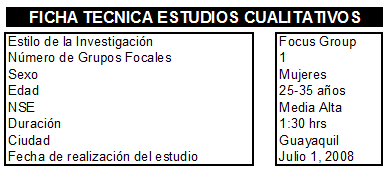 FICHA TECNICA ESTUDIOS CUALITATIVOS
Estilo de la Investigación Focus Group
Número de Grupos Focales 1
Sexo Mujeres
Edad 25-35 años
NSE Media Alta
Duración 1:30 hrs
Ciudad Guayaquil
Fecha de realización del estudio Julio 1, 2008